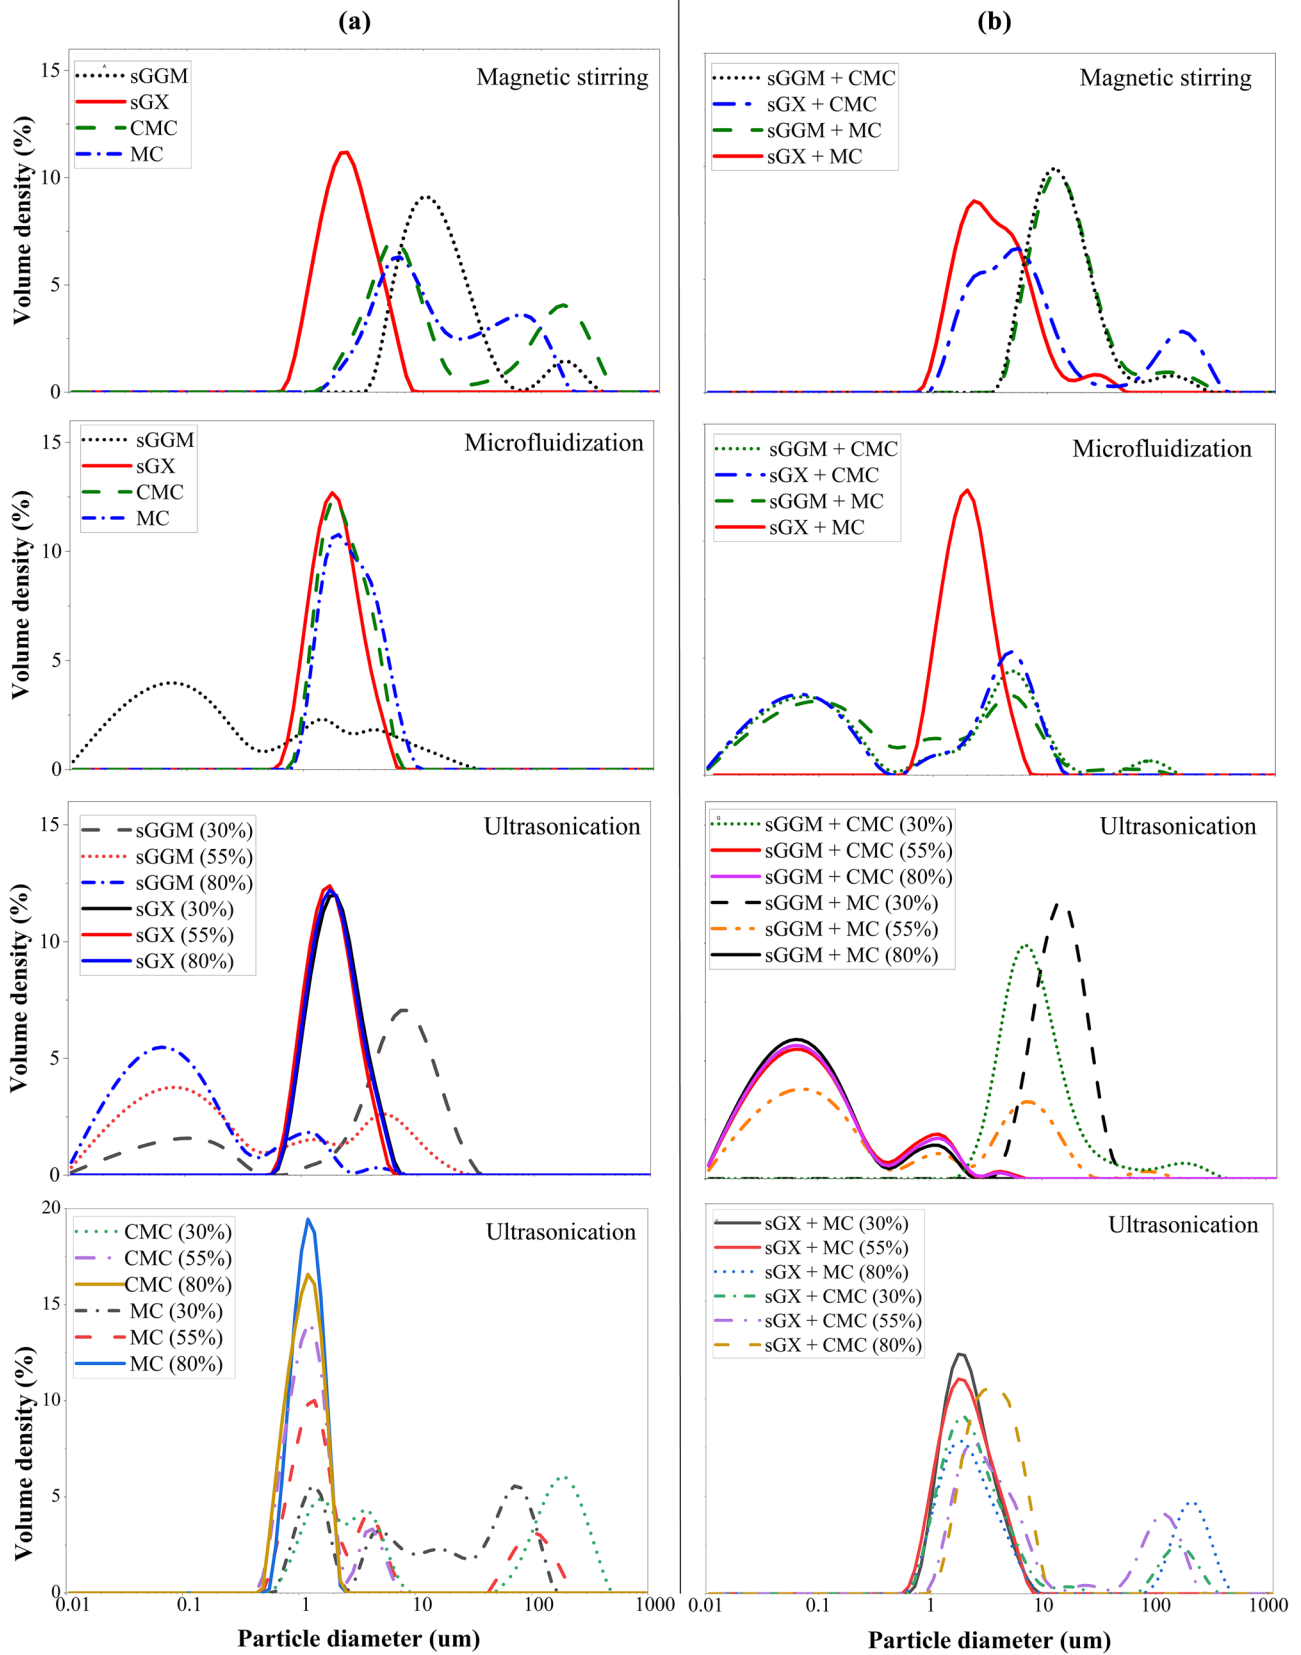 (a)
(b)
15
10
5
0
Volume density (%)
sGGM
sGX
CMC
MC
Magnetic stirring
sGGM + CMC
sGX + CMC
sGGM + MC
sGX + MC
Magnetic stirring
15
10
5
0
Volume density (%)
sGGM
sGX
CMC
MC
Microfluidization
sGGM + CMC
sGX + CMC
sGGM + MC
sGX + MC
Microfluidization
15
10
5
0
Volume density (%)
sGGM (30%)
sGGM (55%)
sGGM (80%)
sGX (30%)
sGX (55%)
sGX (80%)
Ultrasonication
sGGM + CMC (30%)
sGGM + CMC (55%)
sGGM + CMC (80%)
sGGM + MC (30%)
sGGM + MC (55%)
sGGM + MC (80%)
Ultrasonication
20
15
10
5
0
Volume density (%)
CMC (30%)
CMC (55%)
CMC (80%)
MC (30%)
MC (55%)
MC (80%)
Ultrasonication
sGX + MC (30%)
sGX + MC (55%)
sGX + MC (80%)
sGX + CMC (30%)
sGX + CMC (55%)
sGX + CMC (80%)
Ultrasonication
0.01 0.1 1 10 100 1000
Particle diameter (um)
0.01 0.1 1 10 100 1000
Particle diameter (um)